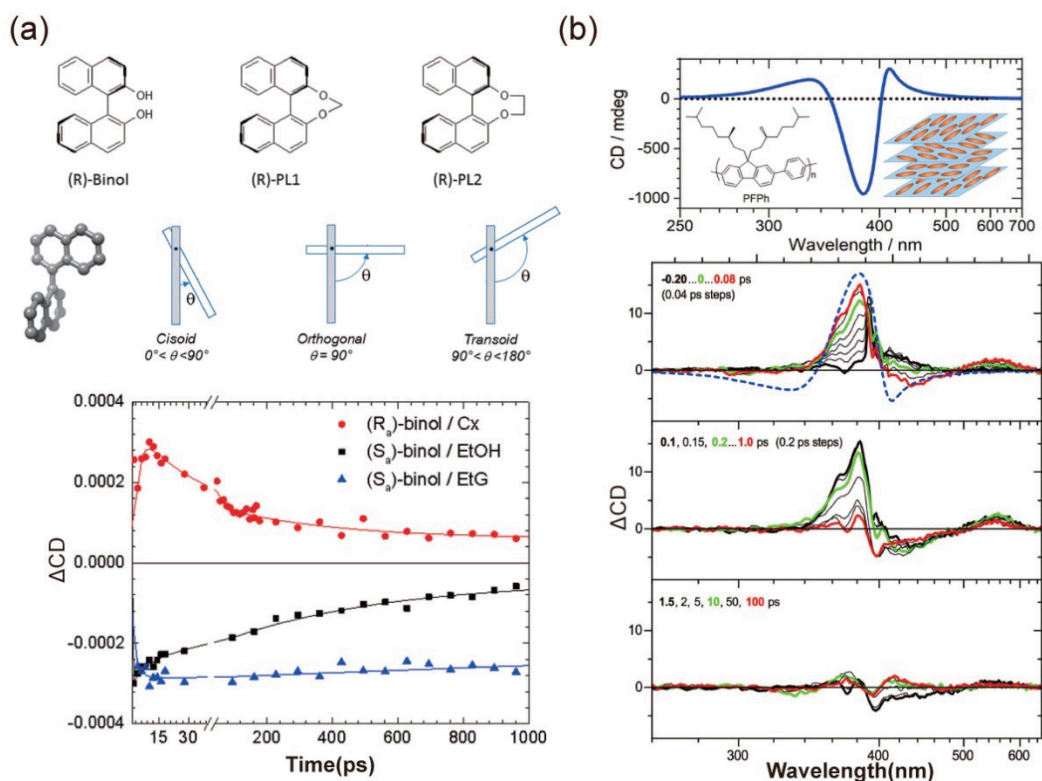 (a)
OH
OH
O
O
O
O
(R)-Binol
(R)-PL1
(R)-PL2
θ
θ
θ
Cisoid
0°< θ<90°
Orthogonal
θ= 90°
Transoid
90°< θ<180°
0.0004
0.0002
0.0000
-0.0002
-0.0004
ΔCD
(Rₐ)-binol / Cx
(Sₐ)-binol / EtOH
(Sₐ)-binol / EtG
15 30 200 400 600 800 1000
Time(ps)
(b)
CD / mdeg
0
-500
-1000
n
PFPh
250 300 400 500 600 700
Wavelength / nm
-0.20...0...0.08 ps
(0.04 ps steps)
10
0
0.1, 0.15, 0.2...1.0 ps (0.2 ps steps)
10
0
ΔCD
1.5, 2, 5, 10, 50, 100 ps
10
0
300 400 500 600
Wavelength(nm)